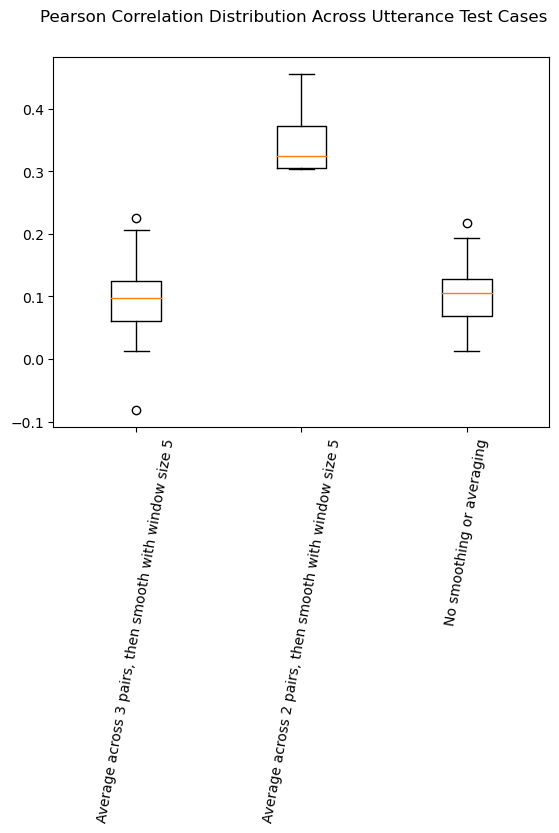 Pearson Correlation Distribution Across Utterance Test Cases
0.4
0.3
0.2
0.1
0.0
−0.1
Average across 3 pairs, then smooth with window size 5
Average across 2 pairs, then smooth with window size 5
No smoothing or averaging